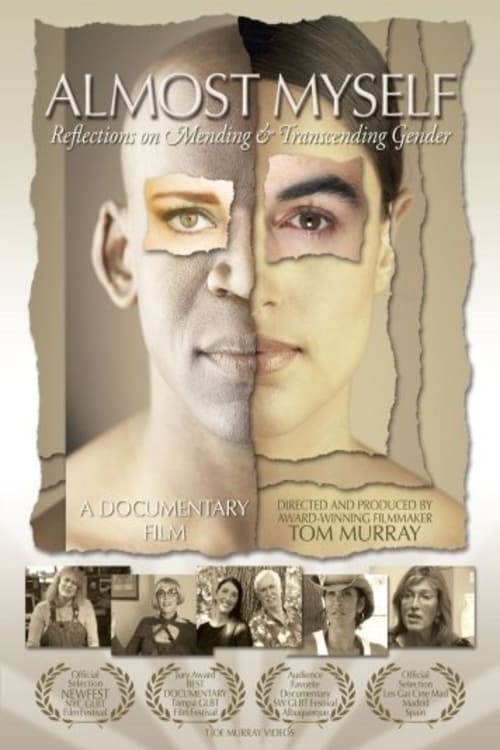 ALMOST MYSELF
Reflections on Mending & Transcending Gender
A DOCUMENTARY
FILM
DIRECTED AND PRODUCED BY
AWARD-WINNING FILMMAKER
TOM MURRAY
Official
Selection
NEWFEST
NYC GLBT
Film Festival
Jury Award
BEST
DOCUMENTARY
Tampa GLBT
Film Festival
Audience
Favorite
Documentary
SW GLBT Festival
Albuquerque
Official
Selection
Les Gai Cine Mad
Madrid
Spain
MURRAY VIDEOS